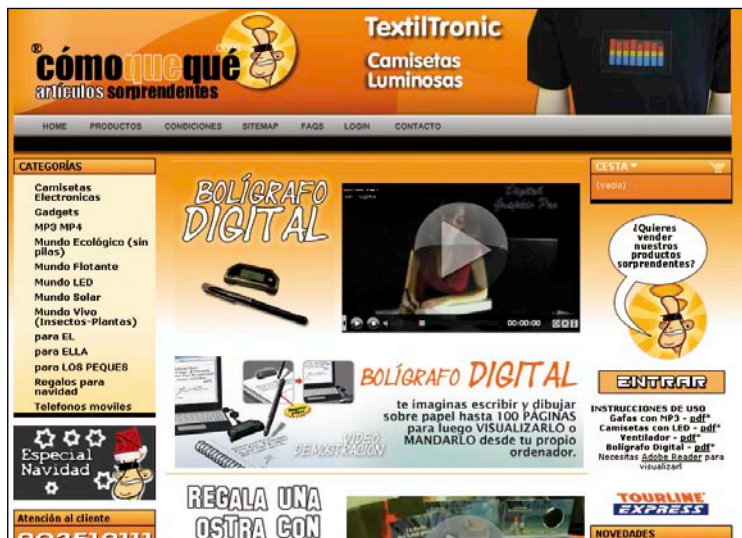 ®
.com
cómoquequé
artículos sorprendentes
TextilTronic
Camisetas
Luminosas
HOME PRODUCTOS CONDICIONES SITEMAP FAQS LOGIN CONTACTO
CATEGORÍAS
Camisetas
Electronicas
Gadgets
MP3 MP4
Mundo Ecológico (sin
pilas)
Mundo Flotante
Mundo LED
Mundo Solar
Mundo Vivo
(Insectos-Plantas)
para EL
para ELLA
para LOS PEQUES
Regalos para
navidad
Telefonos moviles
Especial
Navidad
Atención al cliente
BOLÍGRAFO
DIGITAL
Digital
00:00:00
BOLÍGRAFO DIGITAL
te imaginas escribir y dibujar
sobre papel hasta 100 PÁGINAS
para luego VISUALIZARLO o
MANDARLO desde tu propio
ordenador.
VIDEO
DEMOSTRACIÓN
REGALA UNA
OSTRA CON
CESTA
(vacío)
¿Quieres
vender
nuestros
productos
sorprendentes?
ENTRAR
INSTRUCCIONES DE USO
Gafas con MP3 - pdf*
Camisetas con LED - pdf*
Ventilador - pdf*
Bolígrafo Digital - pdf*
Necesitas Adobe Reader para
visualizarl
TOURLINE
EXPRESS
NOVEDADES